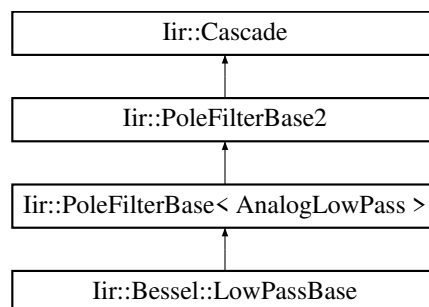 Iir::Cascade
Iir::PoleFilterBase2
Iir::PoleFilterBase< AnalogLowPass >
Iir::Bessel::LowPassBase